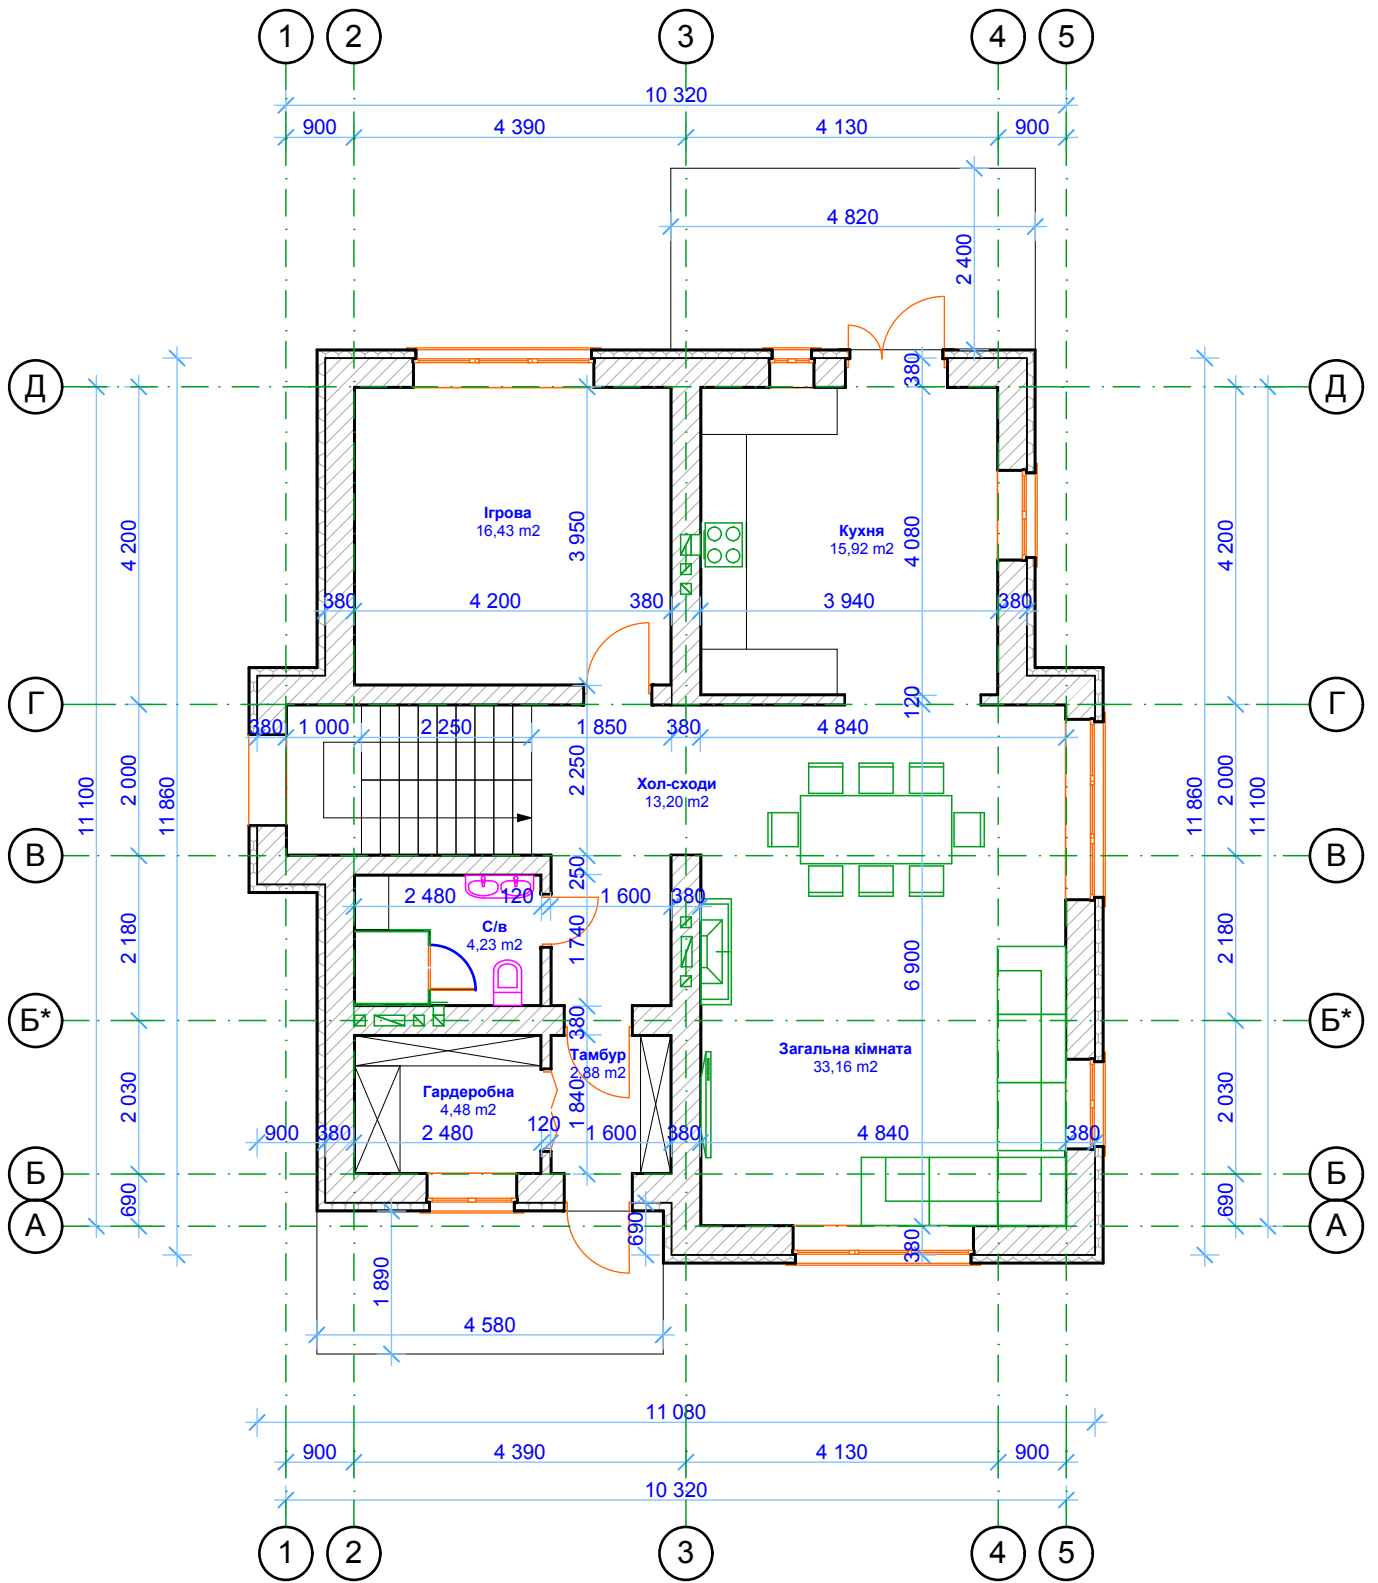 1 2 3 4 5
10 320
900 4 390 4 130 900
4 820
2 400
380
Д Д
4 200
3 950
4 080
4 200
Ігрова
16,43 m2
Кухня
15,92 m2
380 4 200 380 3 940 380
Г Г
120
380 1 000 2 250 1 850 380 4 840
11 100
2 000
11 860
2 250
Хол-сходи
13,20 m2
11 860
2 000
11 100
В В
250
2 480 120 1 600 380
С/в
4,23 m2
2 180
1 740
6 900
2 180
Б* Б*
380
Загальна кімната
33,16 m2
Тамбур
2,88 m2
Гардеробна
4,48 m2
2 030
1 840
2 030
900 380 2 480 120 1 600 380 4 840 380
Б Б
690
690
380
690
А А
1 890
4 580
11 080
900 4 390 4 130 900
10 320
1 2 3 4 5